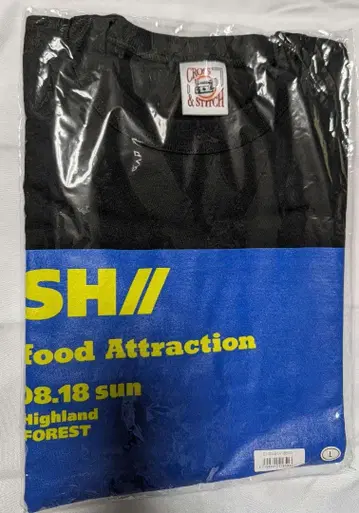 CROSS
& STITCH
SH//
food Attraction
08.18 sun
Highland
FOREST
L